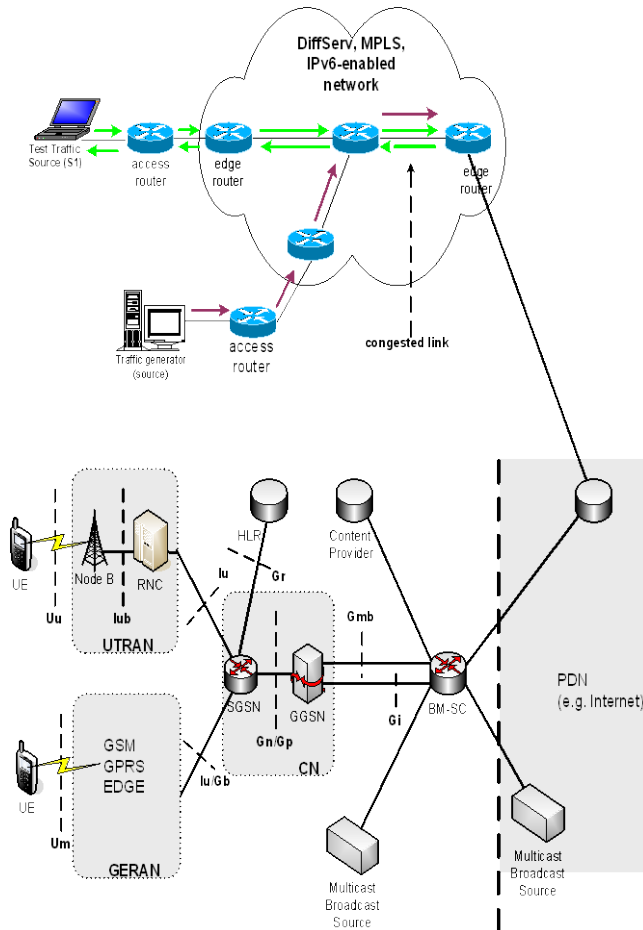 DiffServ, MPLS,
IPv6-enabled
network
Test Traffic
Source (S1)
access
router
edge
router
edge
router
Traffic generator
(source)
access
router
congested link
HLR
Content
Provider
UE
Node B
RNC
Uu
Iub
UTRAN
Iu
Gr
Gmb
SGSN
GGSN
BM-SC
Gi
Gn/Gp
CN
PDN
(e.g. Internet)
GSM
GPRS
EDGE
UE
Um
Iu/Gb
GERAN
Multicast
Broadcast
Source
Multicast
Broadcast
Source